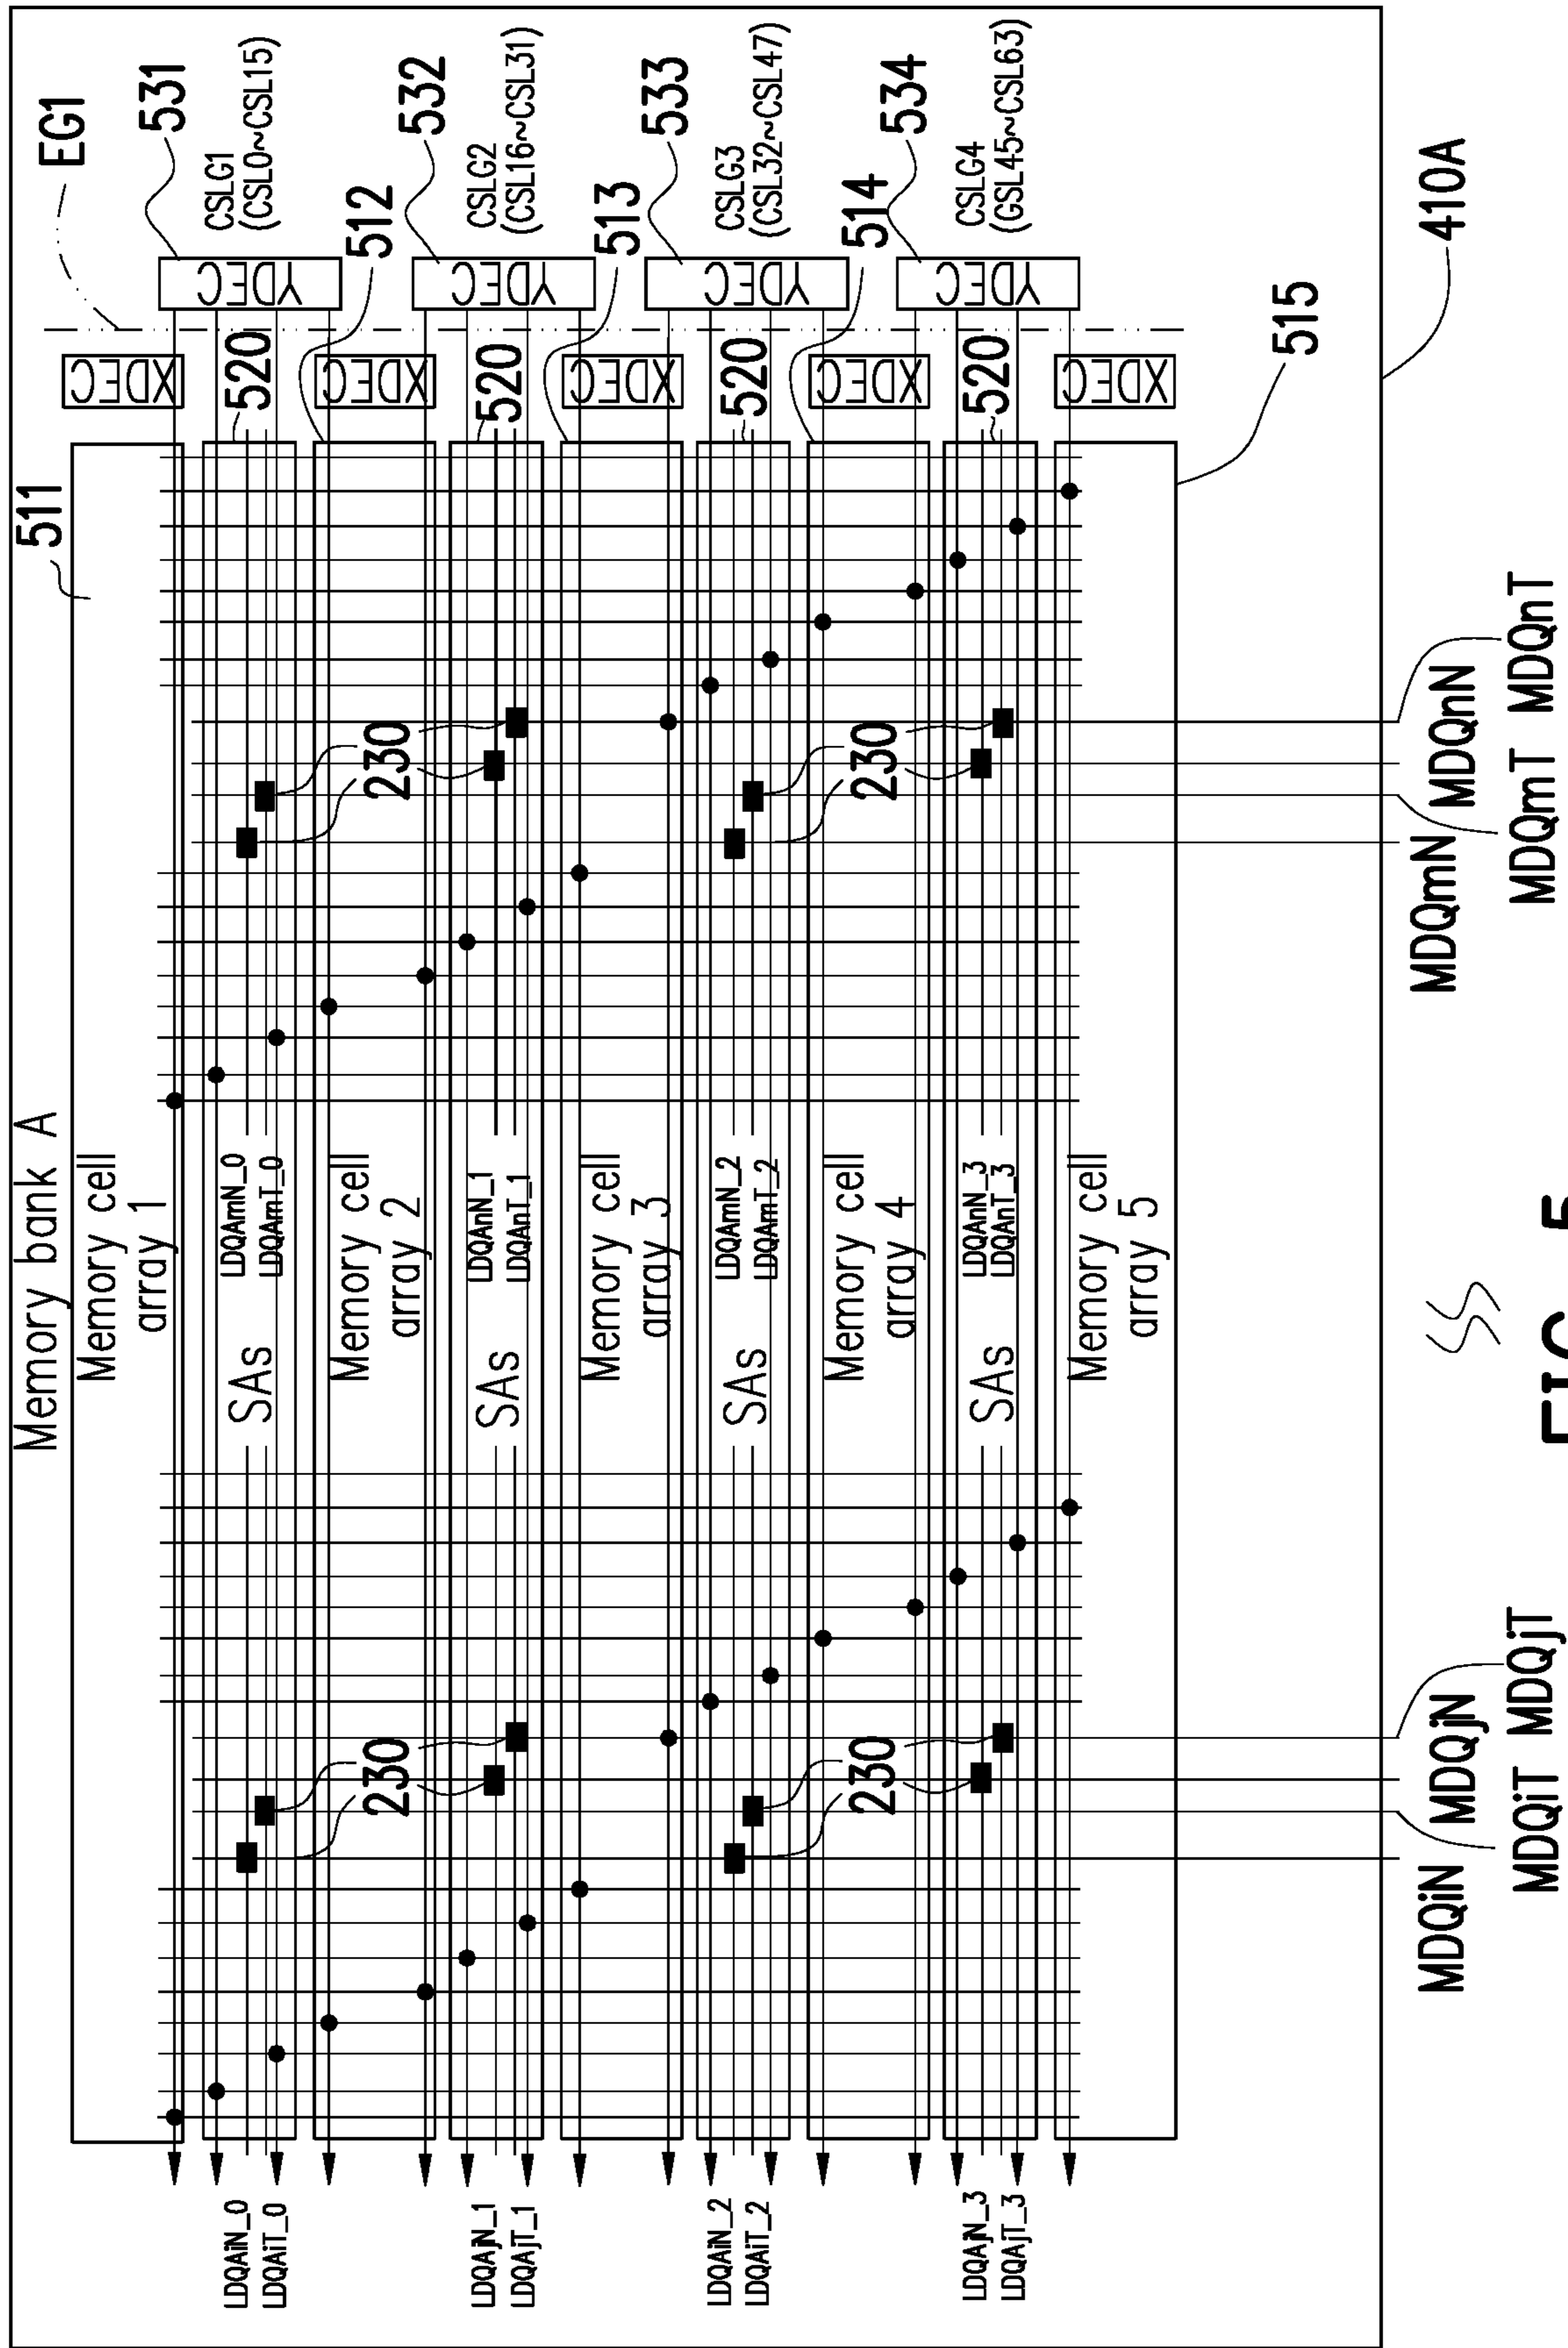 Memory bank A
511
EG1
Memory cell
array 1
XDEC
531
YDEC
CSLG1
(CSL0~CSL15)
LDQAiN_0
LDQAiT_0
SAs
LDQAmN_0
LDQAmT_0
520
512
Memory cell
array 2
XDEC
230
230
532
YDEC
CSLG2
(CSL16~CSL31)
LDQAjN_1
LDQAjT_1
SAs
LDQAnN_1
LDQAnT_1
520
513
Memory cell
array 3
XDEC
533
YDEC
CSLG3
(CSL32~CSL47)
LDQAiN_2
LDQAiT_2
SAs
LDQAmN_2
LDQAmT_2
520
514
Memory cell
array 4
XDEC
230
230
534
YDEC
CSLG4
(GSL45~CSL63)
LDQAjN_3
LDQAjT_3
SAs
LDQAnN_3
LDQAnT_3
520
Memory cell
array 5
XDEC
515
410A
MDQiN
MDQjN
MDQmN
MDQnN
MDQiT
MDQjT
MDQmT
MDQnT